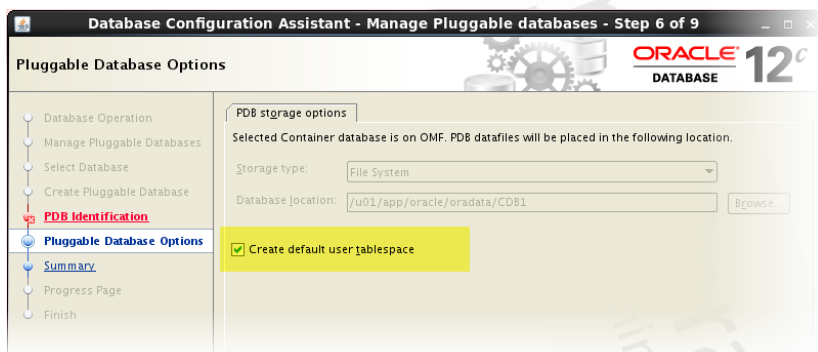 Database Configuration Assistant - Manage Pluggable databases - Step 6 of 9
Pluggable Database Options
ORACLE
DATABASE
12c
Database Operation
Manage Pluggable Databases
Select Database
Create Pluggable Database
PDB Identification
Pluggable Database Options
Summary
Progress Page
Finish
PDB storage options
Selected Container database is on OMF. PDB datafiles will be placed in the following location.
Storage type: File System
Database location: /u01/app/oracle/oradata/CDB1 Browse...
Create default user tablespace